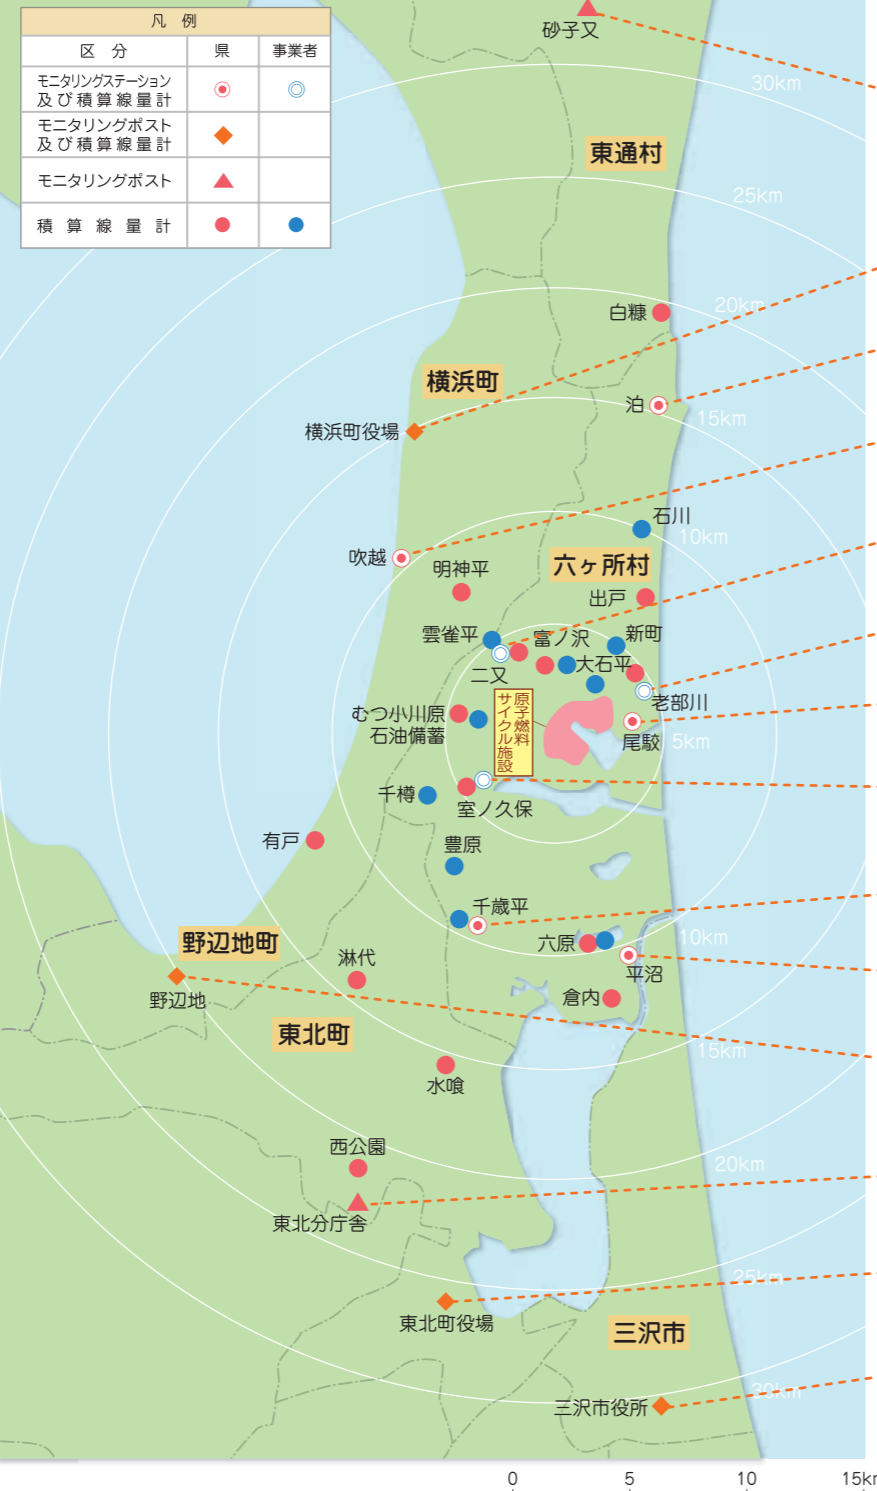 凡 例
区 分 県 事業者
モニタリングステーション
及び積算線量計
モニタリングポスト
及び積算線量計
モニタリングポスト
積算線量計
砂子又
30km
東通村
25km
20km
白糠
横浜町
泊
15km
横浜町役場
石川
10km
吹越
明神平
六ヶ所村
出戸
雲雀平
富ノ沢
新町
二又
大石平
原子燃料
サイクル施設
老部川
むつ小川原
石油備蓄
尾駮
5km
千樽
室ノ久保
有戸
豊原
千歳平
野辺地町
六原
10km
淋代
平沼
野辺地
倉内
東北町
15km
水喰
西公園
20km
東北分庁舎
25km
東北町役場
三沢市
30km
三沢市役所
0 5 10 15km